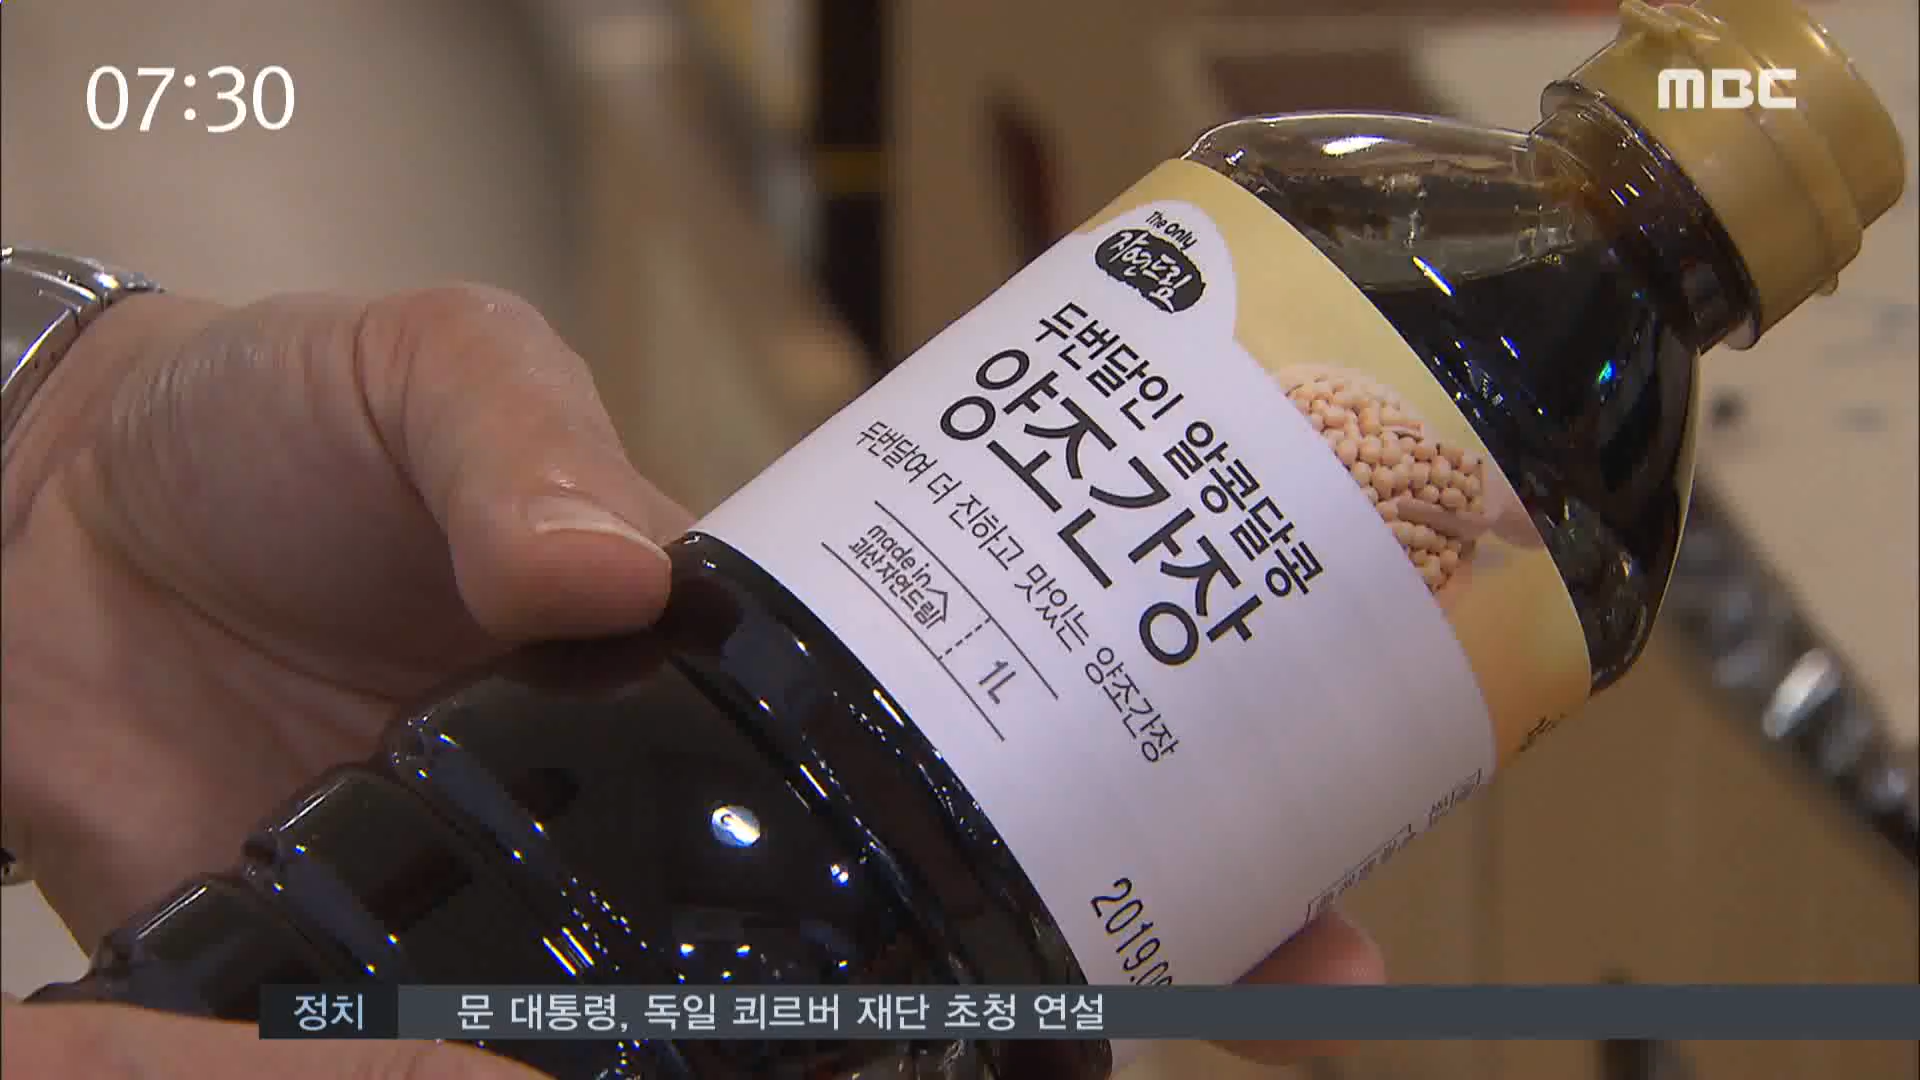 07:30
MBC
The only
자연드림
두번달인 알콩달콩
양조간장
두번달여 더 진하고 맛있는 양조간장
made in
괴산자연드림
1L
2019.0
정치 문 대통령, 독일 쾨르버 재단 초청 연설